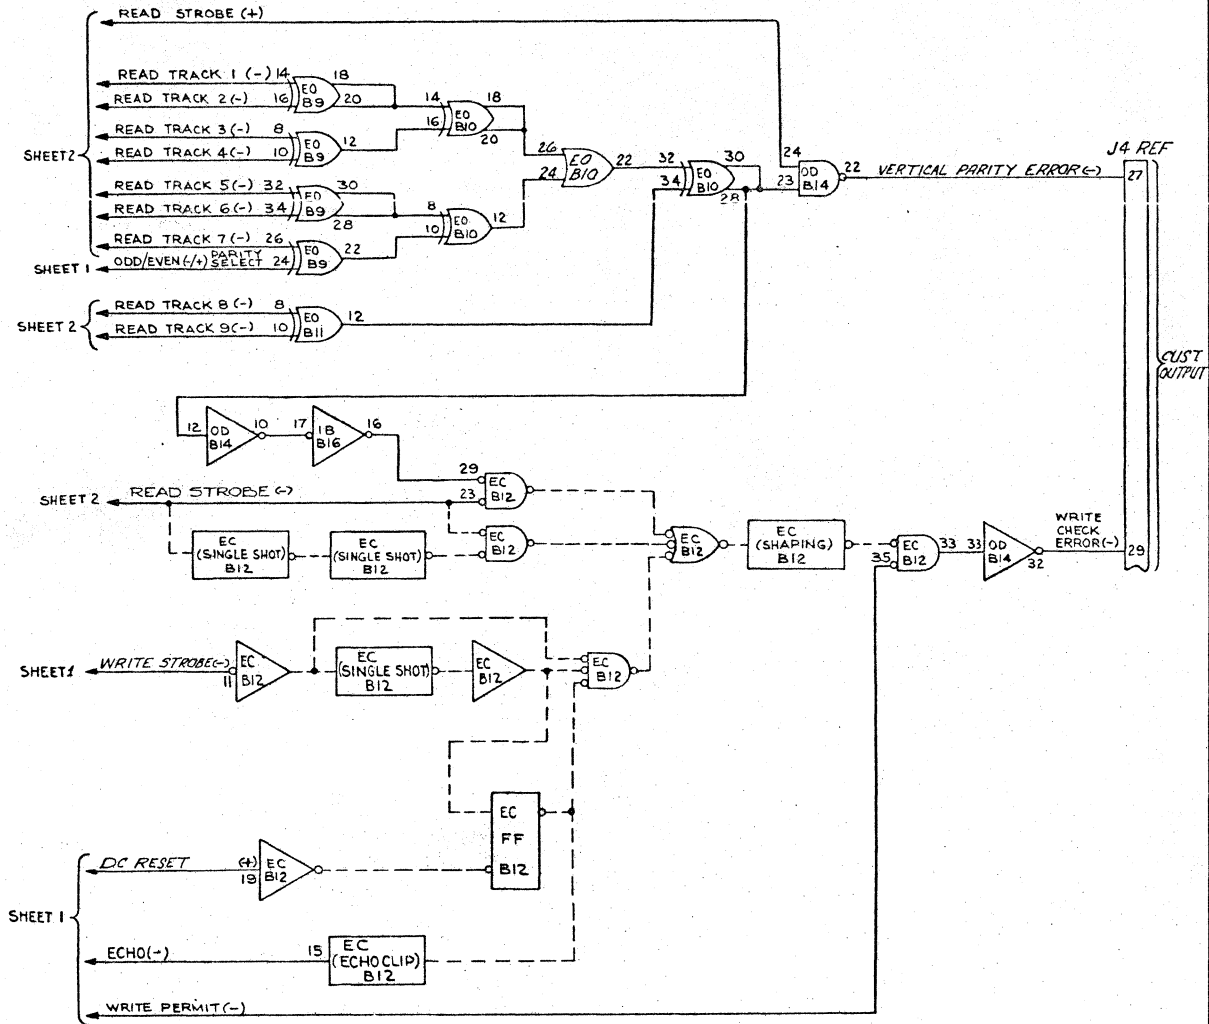 READ STROBE (+)
READ TRACK 1 (-) 14
18
READ TRACK 2 (-) 16
EO
B9
20
READ TRACK 3 (-) 8
12
READ TRACK 4 (-) 10
EO
B9
SHEET 2
READ TRACK 5 (-) 32
30
READ TRACK 6 (-) 34
EO
B9
28
READ TRACK 7 (-) 26
22
ODD/EVEN (-/+) PARITY SELECT 24
EO
B9
SHEET 1
14
18
16
EO
B10
20
8
12
10
EO
B10
26
24
EO
B10
22
32
30
34
EO
B10
28
24
23
OD
B14
22
VERTICAL PARITY ERROR (-)
J4 REF
27
SHEET 2
READ TRACK 8 (-) 8
12
READ TRACK 9 (-) 10
EO
B11
CUST
OUTPUT
12
OD
B14
10
17
1B
B16
16
29
23
EC
B12
SHEET 2
READ STROBE (-)
EC
(SINGLE SHOT)
B12
EC
(SINGLE SHOT)
B12
EC
B12
EC
B12
EC
(SHAPING)
B12
35
EC
B12
33
33
OD
B14
32
WRITE
CHECK
ERROR (-)
29
SHEET 1
WRITE STROBE (-)
11
EC
B12
EC
(SINGLE SHOT)
B12
EC
B12
EC
B12
EC
FF
B12
DC RESET
(+)
19
EC
B12
SHEET 1
ECHO (-)
15
EC
(ECHO CLIP)
B12
WRITE PERMIT (-)